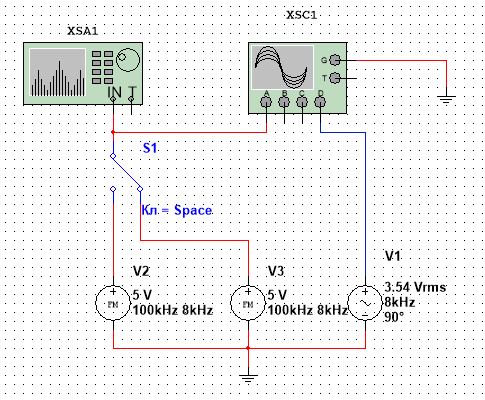 XSA1
XSC1
IN T
G
T
A B C D
S1
Кл = Space
V2
5 V
100kHz 8kHz
FM
V3
5 V
100kHz 8kHz
FM
V1
3.54 Vrms
8kHz
90°